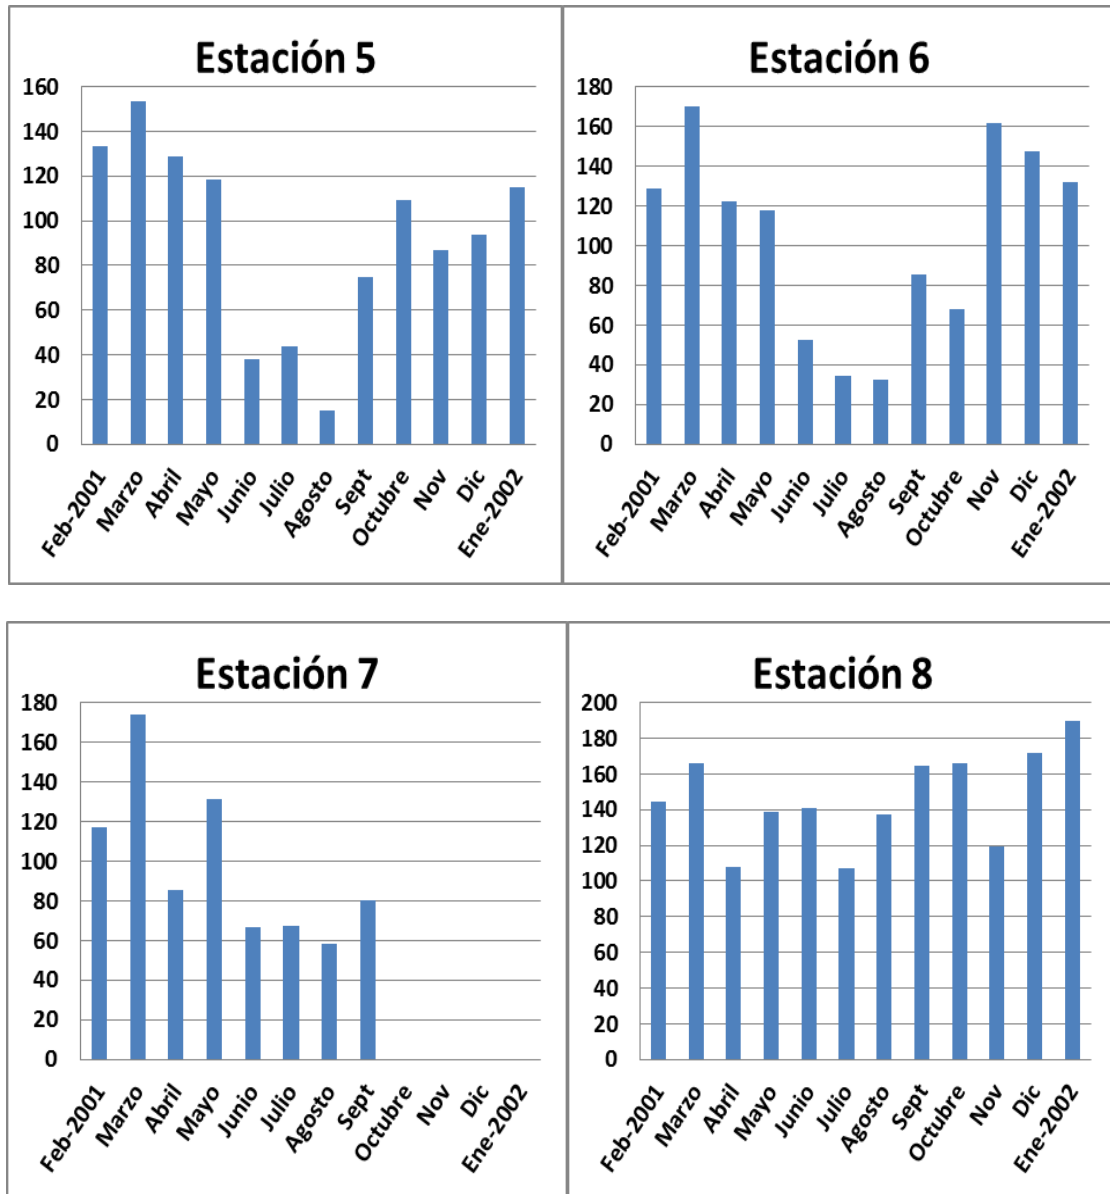 Estación 5
160
140
120
100
80
60
40
20
0
Feb-2001
Marzo
Abril
Mayo
Junio
Julio
Agosto
Sept
Octubre
Nov
Dic
Ene-2002
Estación 6
180
160
140
120
100
80
60
40
20
0
Feb-2001
Marzo
Abril
Mayo
Junio
Julio
Agosto
Sept
Octubre
Nov
Dic
Ene-2002
Estación 7
180
160
140
120
100
80
60
40
20
0
Feb-2001
Marzo
Abril
Mayo
Junio
Julio
Agosto
Sept
Octubre
Nov
Dic
Ene-2002
Estación 8
200
180
160
140
120
100
80
60
40
20
0
Feb-2001
Marzo
Abril
Mayo
Junio
Julio
Agosto
Sept
Octubre
Nov
Dic
Ene-2002